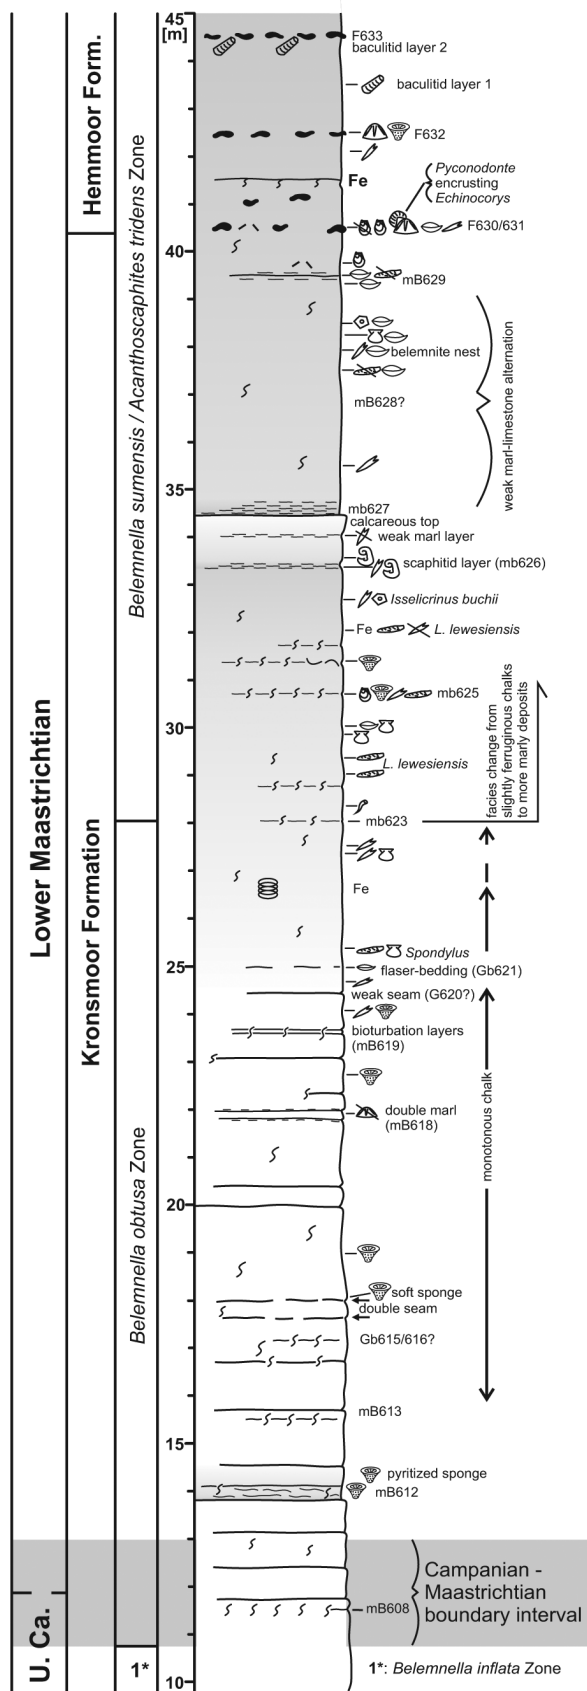 45
[m]
F633
baculitid layer 2
baculitid layer 1
F632
Fe
Pyconodonte
encrusting
Echinocorys
F630/631
40
mB629
belemnite nest
mB628?
weak marl-limestone alternation
35
mb627
calcareous top
weak marl layer
scaphitid layer (mb626)
Isselicrinus buchii
Fe
L. lewesiensis
mb625
30
L. lewesiensis
facies change from
slightly ferruginous chalks
to more marly deposits
mb623
Fe
Spondylus
25
flaser-bedding (Gb621)
weak seam (G620?)
bioturbation layers
(mB619)
double marl
(mB618)
monotonous chalk
20
soft sponge
double seam
Gb615/616?
mB613
15
pyritized sponge
mB612
Campanian -
Maastrichtian
boundary interval
mB608
10
1*: Belemnella inflata Zone
Hemmoor Form.
Kronsmoor Formation
Lower Maastrichtian
U. Ca.
Belemnella sumensis / Acanthoscaphites tridens Zone
Belemnella obtusa Zone
1*